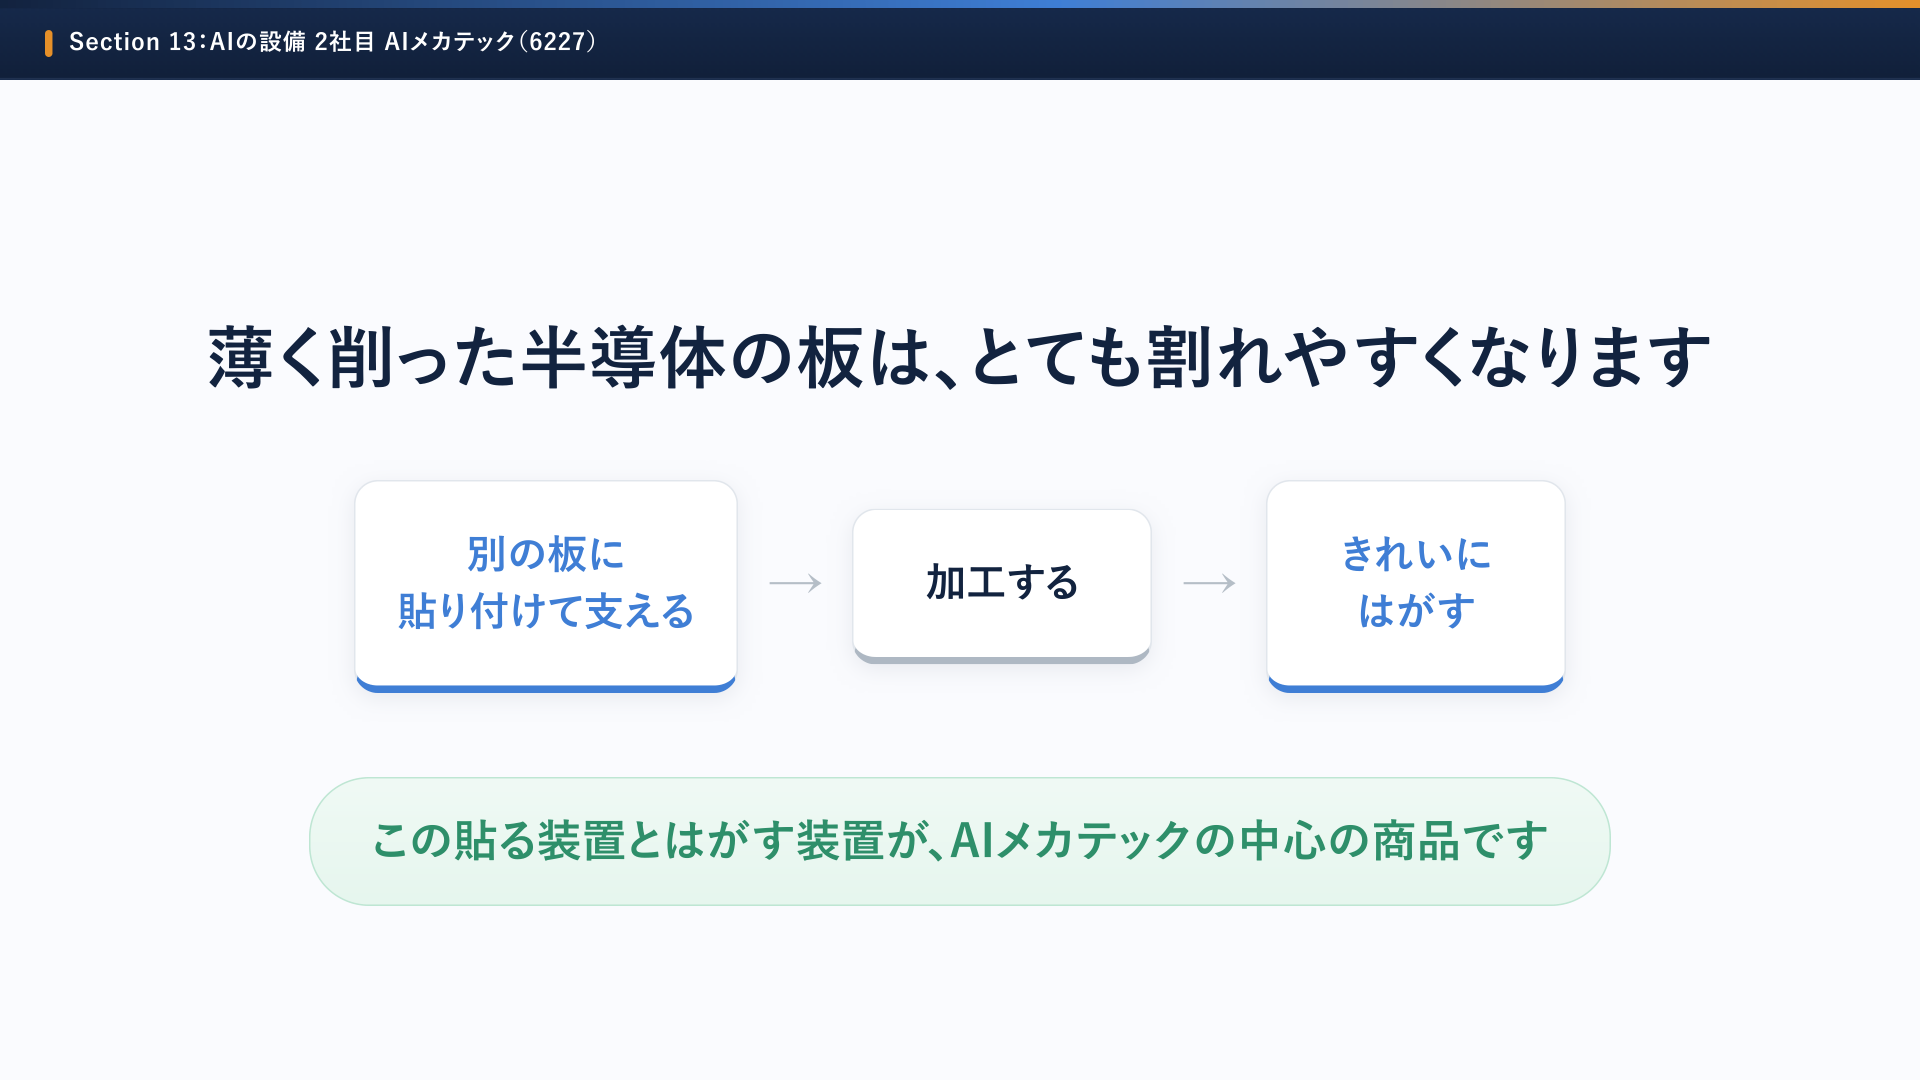 Section 13：AIの設備 2社目 AIメカテック（6227）
薄く削った半導体の板は、とても割れやすくなります
別の板に
貼り付けて支える
→
加工する
→
きれいに
はがす
この貼る装置とはがす装置が、AIメカテックの中心の商品です